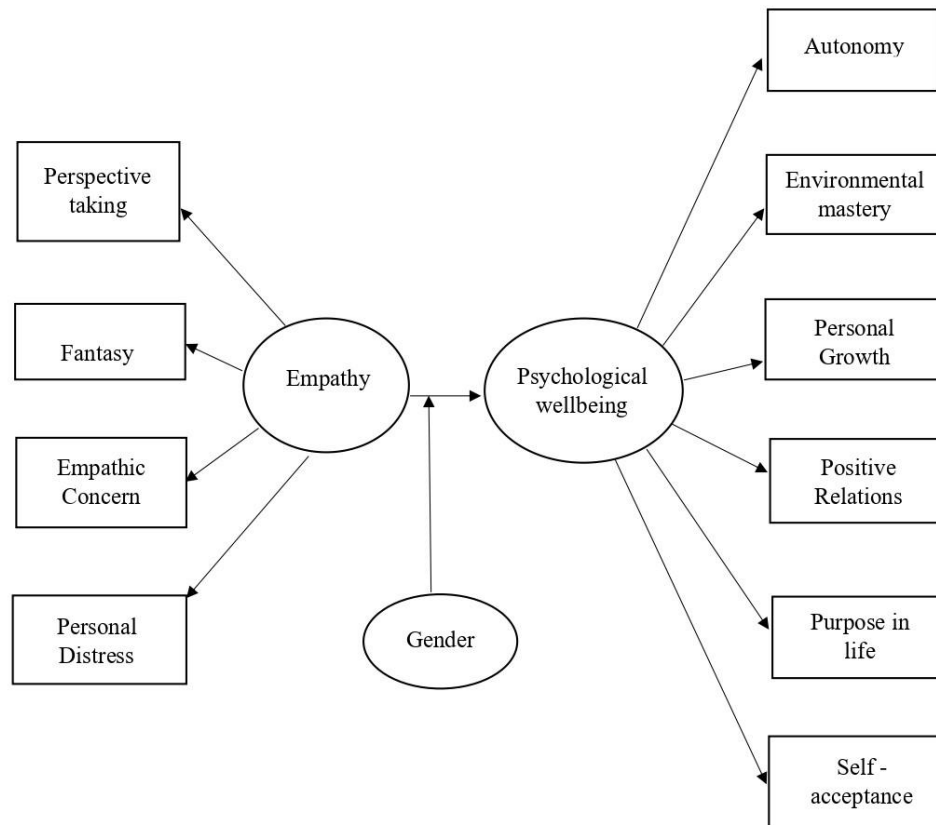 Perspective
taking
Fantasy
Empathic
Concern
Personal
Distress
Empathy
Gender
Psychological
wellbeing
Autonomy
Environmental
mastery
Personal
Growth
Positive
Relations
Purpose in
life
Self -
acceptance